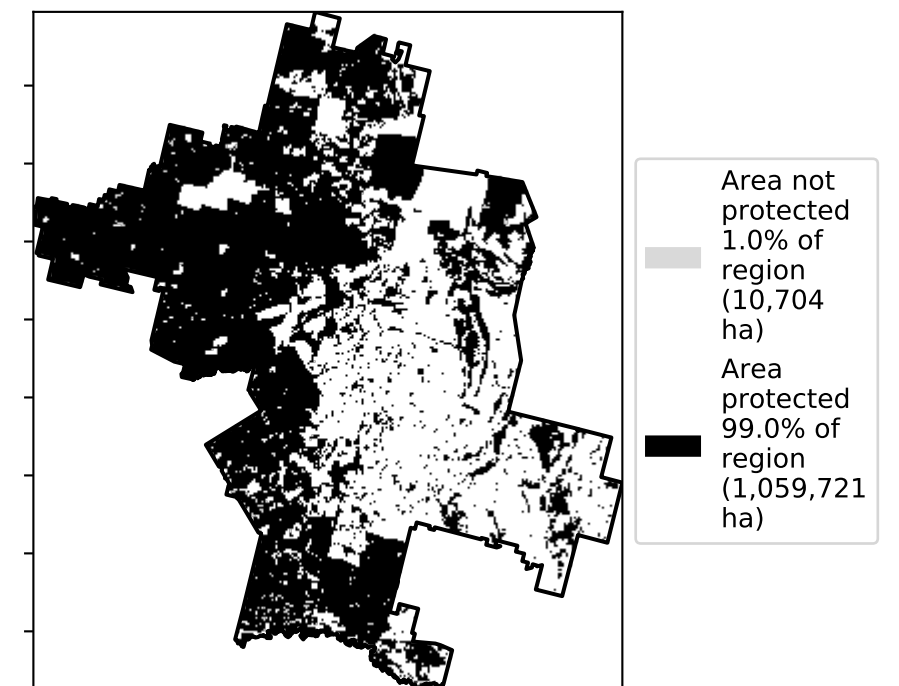 Area not
protected
1.0% of
region
(10,704
ha)
Area
protected
99.0% of
region
(1,059,721
ha)